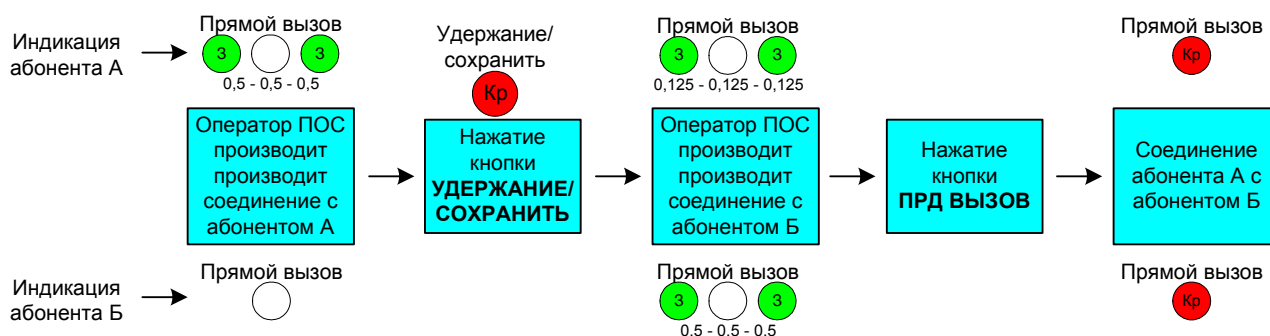 Индикация
абонента А
Прямой вызов
З З
0,5 - 0,5 - 0,5
Удержание/
сохранить
Кр
Прямой вызов
З З
0,125 - 0,125 - 0,125
Прямой вызов
Кр
Оператор ПОС
производит
производит
соединение с
абонентом А
Нажатие
кнопки
УДЕРЖАНИЕ/
СОХРАНИТЬ
Оператор ПОС
производит
производит
соединение с
абонентом Б
Нажатие
кнопки
ПРД ВЫЗОВ
Соединение
абонента А с
абонентом Б
Индикация
абонента Б
Прямой вызов
Прямой вызов
З З
0,5 - 0,5 - 0,5
Прямой вызов
Кр